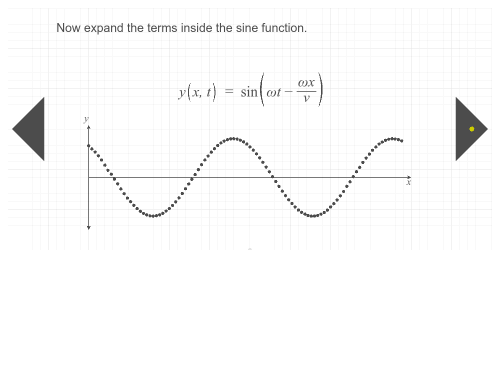 Now expand the terms inside the sine function.
y(x, t) = sin(ωt − ωx/v)
y
x